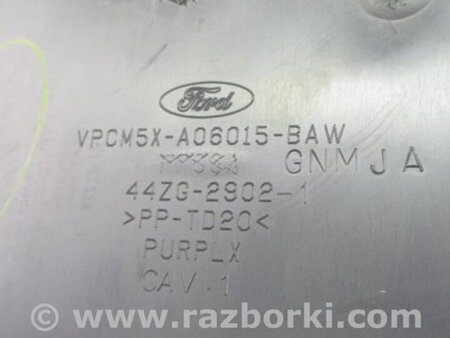 Ford
VPCM5X-A06015-BAW
GNMJA
44ZG-2902-1
>PP-TD20<
PURPLX
CAV.1
© www.razborki.com